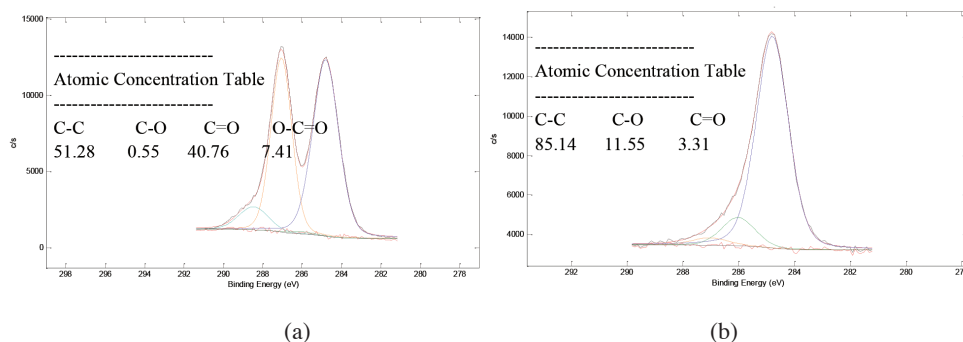 15000
10000
5000
0
c/s
-------------------------
Atomic Concentration Table
-------------------------
C-C C-O C=O O-C=O
51.28 0.55 40.76 7.41
298 296 294 292 290 288 286 284 282 280 278
Binding Energy (eV)
(a)
14000
12000
10000
8000
6000
4000
c/s
-------------------------
Atomic Concentration Table
-------------------------
C-C C-O C=O
85.14 11.55 3.31
292 290 288 286 284 282 280 278
Binding Energy (eV)
(b)